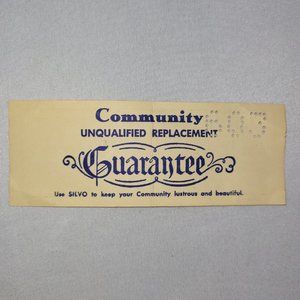 Community
UNQUALIFIED REPLACEMENT
Guarantee
Use SILVO to keep your Community lustrous and beautiful.